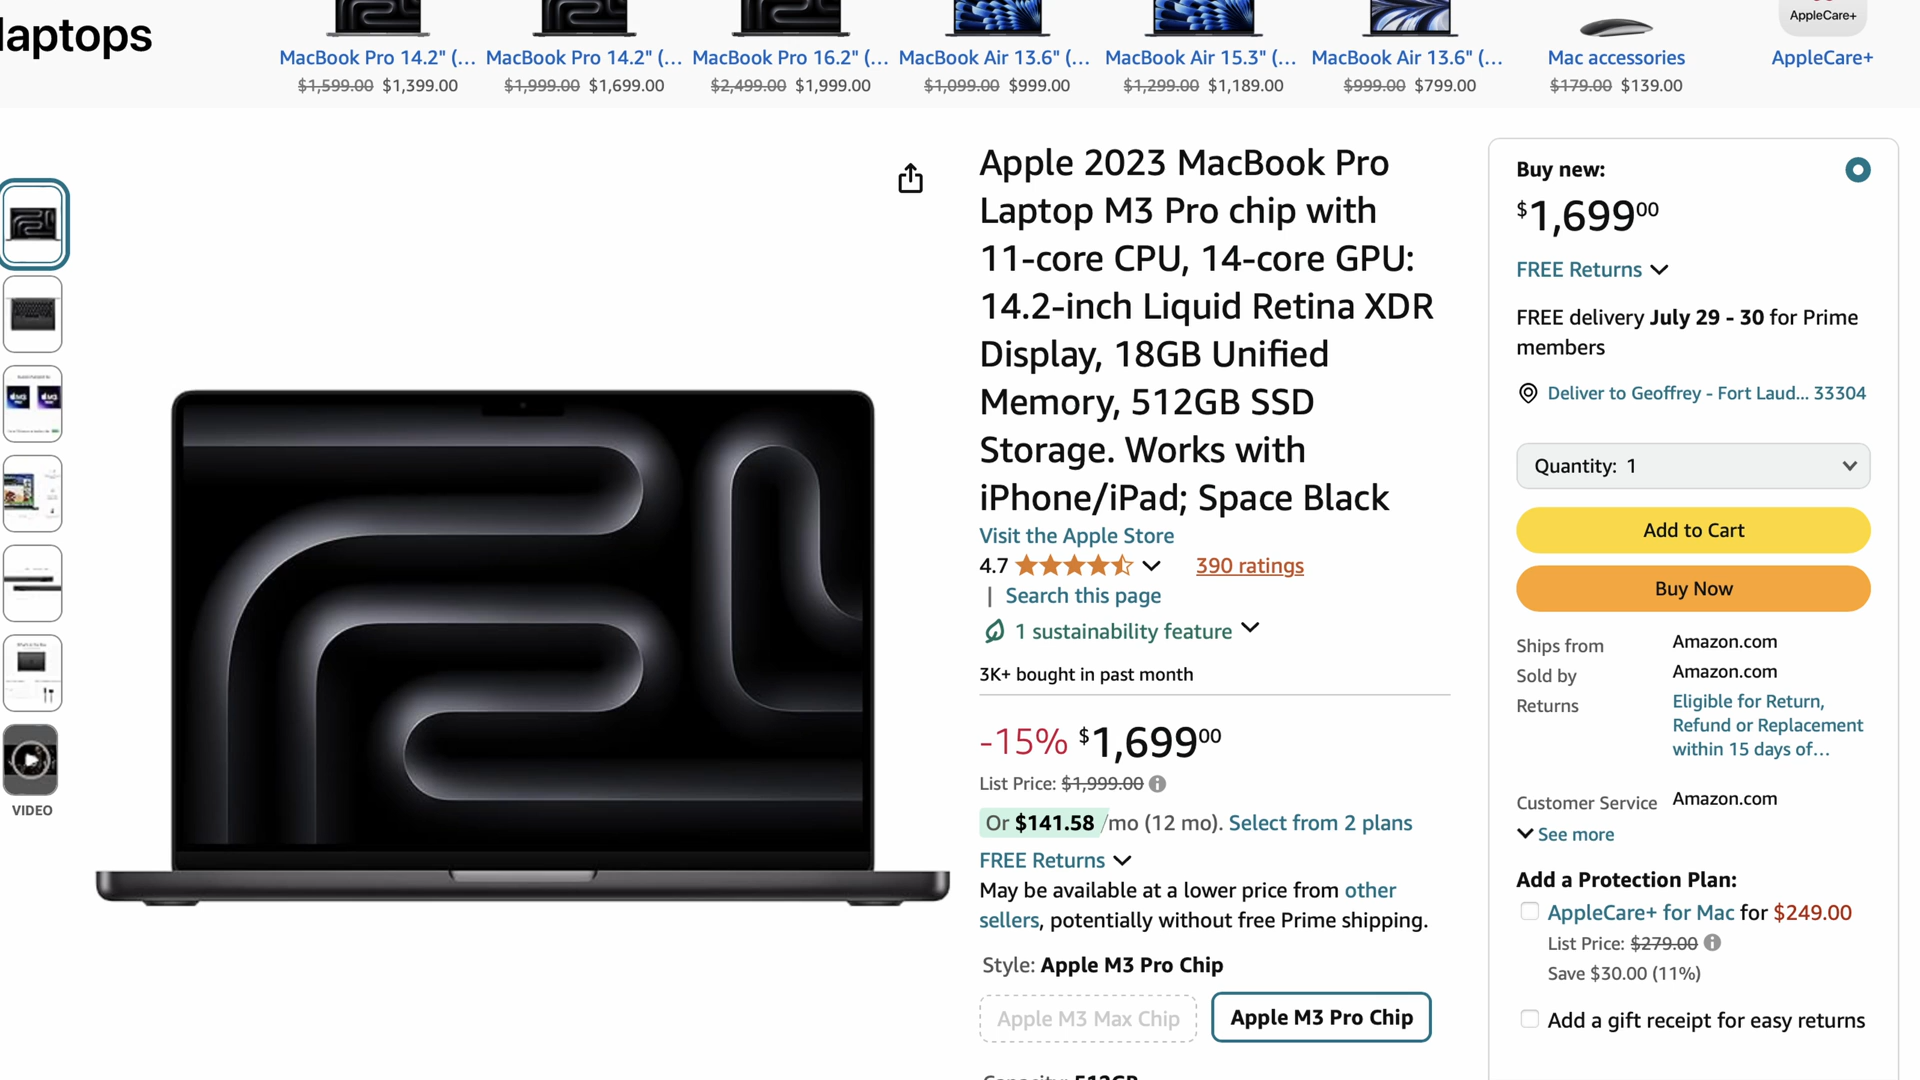 laptops
AppleCare+
MacBook Pro 14.2" (...
$1,599.00 $1,399.00
MacBook Pro 14.2" (...
$1,999.00 $1,699.00
MacBook Pro 16.2" (...
$2,499.00 $1,999.00
MacBook Air 13.6" (...
$1,099.00 $999.00
MacBook Air 15.3" (...
$1,299.00 $1,189.00
MacBook Air 13.6" (...
$999.00 $799.00
Mac accessories
$179.00 $139.00
AppleCare+
VIDEO
Apple 2023 MacBook Pro
Laptop M3 Pro chip with
11-core CPU, 14-core GPU:
14.2-inch Liquid Retina XDR
Display, 18GB Unified
Memory, 512GB SSD
Storage. Works with
iPhone/iPad; Space Black
Visit the Apple Store
4.7 390 ratings
| Search this page
1 sustainability feature
3K+ bought in past month
-15% $1,69900
List Price: $1,999.00
Or $141.58 /mo (12 mo). Select from 2 plans
FREE Returns
May be available at a lower price from other
sellers, potentially without free Prime shipping.
Style: Apple M3 Pro Chip
Apple M3 Max Chip
Apple M3 Pro Chip
Capacity: 512GB
Buy new:
$1,69900
FREE Returns
FREE delivery July 29 - 30 for Prime
members
Deliver to Geoffrey - Fort Laud... 33304
Quantity: 1
Add to Cart
Buy Now
Ships from Amazon.com
Sold by Amazon.com
Returns Eligible for Return,
Refund or Replacement
within 15 days of...
Customer Service Amazon.com
See more
Add a Protection Plan:
AppleCare+ for Mac for $249.00
List Price: $279.00
Save $30.00 (11%)
Add a gift receipt for easy returns